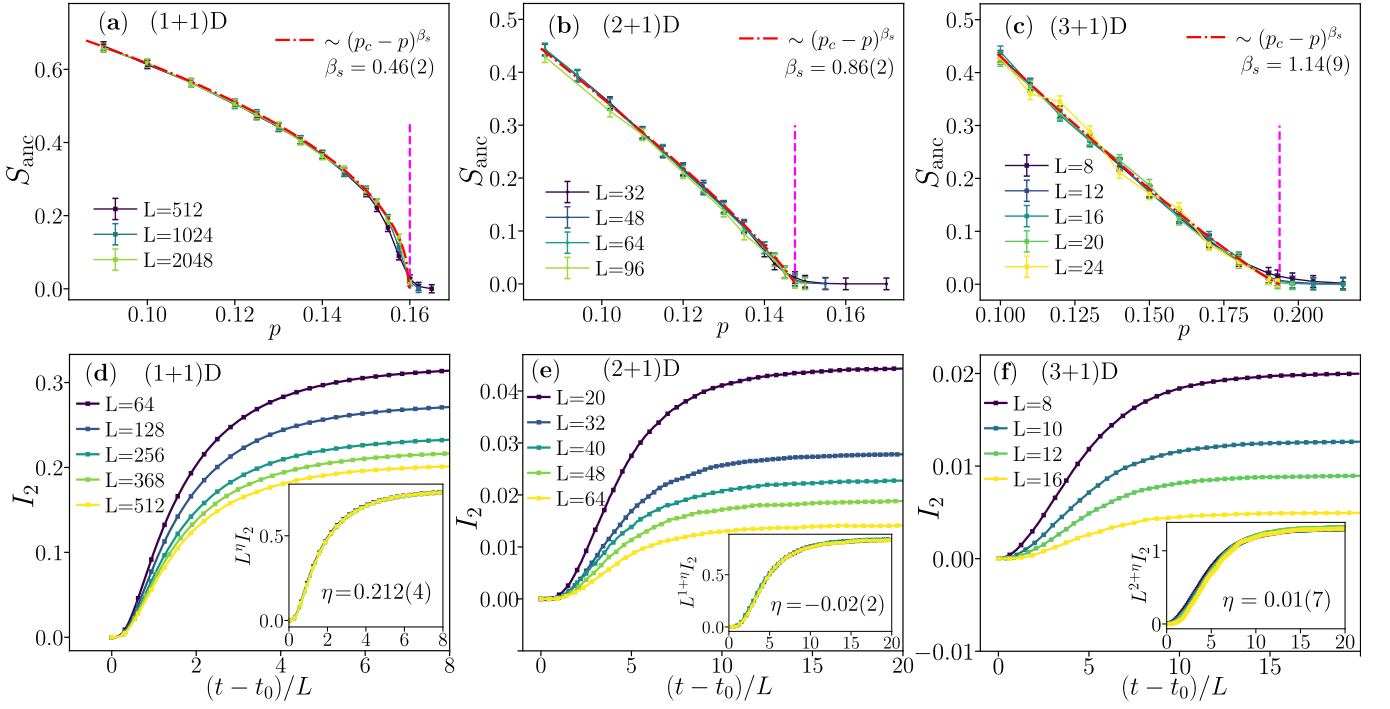 (a) (1+1)D
∼ (p_c − p)^{β_s}
β_s = 0.46(2)
S_anc
0.6
0.4
0.2
0.0
L=512
L=1024
L=2048
0.10 0.12 0.14 0.16
p
(b) (2+1)D
∼ (p_c − p)^{β_s}
β_s = 0.86(2)
S_anc
0.5
0.4
0.3
0.2
0.1
0.0
L=32
L=48
L=64
L=96
0.10 0.12 0.14 0.16
p
(c) (3+1)D
∼ (p_c − p)^{β_s}
β_s = 1.14(9)
S_anc
0.5
0.4
0.3
0.2
0.1
0.0
L=8
L=12
L=16
L=20
L=24
0.100 0.125 0.150 0.175 0.200
p
(d) (1+1)D
I_2
0.3
0.2
0.1
0.0
L=64
L=128
L=256
L=368
L=512
L^η I_2
0.5
0.0
η=0.212(4)
0 2 4 6 8
0 2 4 6 8
(t − t_0)/L
(e) (2+1)D
I_2
0.04
0.03
0.02
0.01
0.00
L=20
L=32
L=40
L=48
L=64
L^{1+η} I_2
0.5
0.0
η=−0.02(2)
0 5 10 15 20
0 5 10 15 20
(t − t_0)/L
(f) (3+1)D
I_2
0.02
0.01
0.00
−0.01
L=8
L=10
L=12
L=16
L^{2+η} I_2
1
0
η = 0.01(7)
0 5 10 15 20
0 5 10 15
(t − t_0)/L